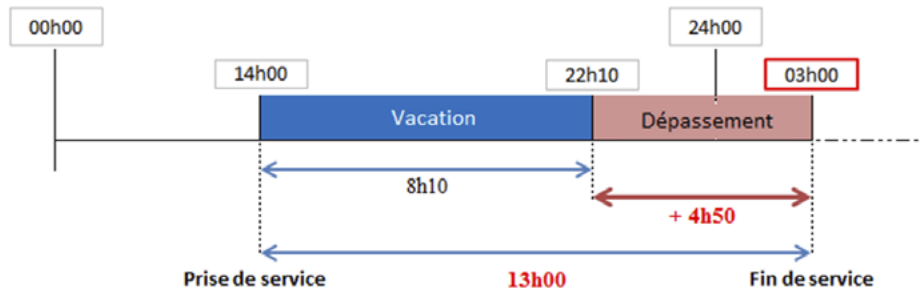 00h00
24h00
14h00
22h10
03h00
Vacation
Dépassement
8h10
+ 4h50
Prise de service
13h00
Fin de service